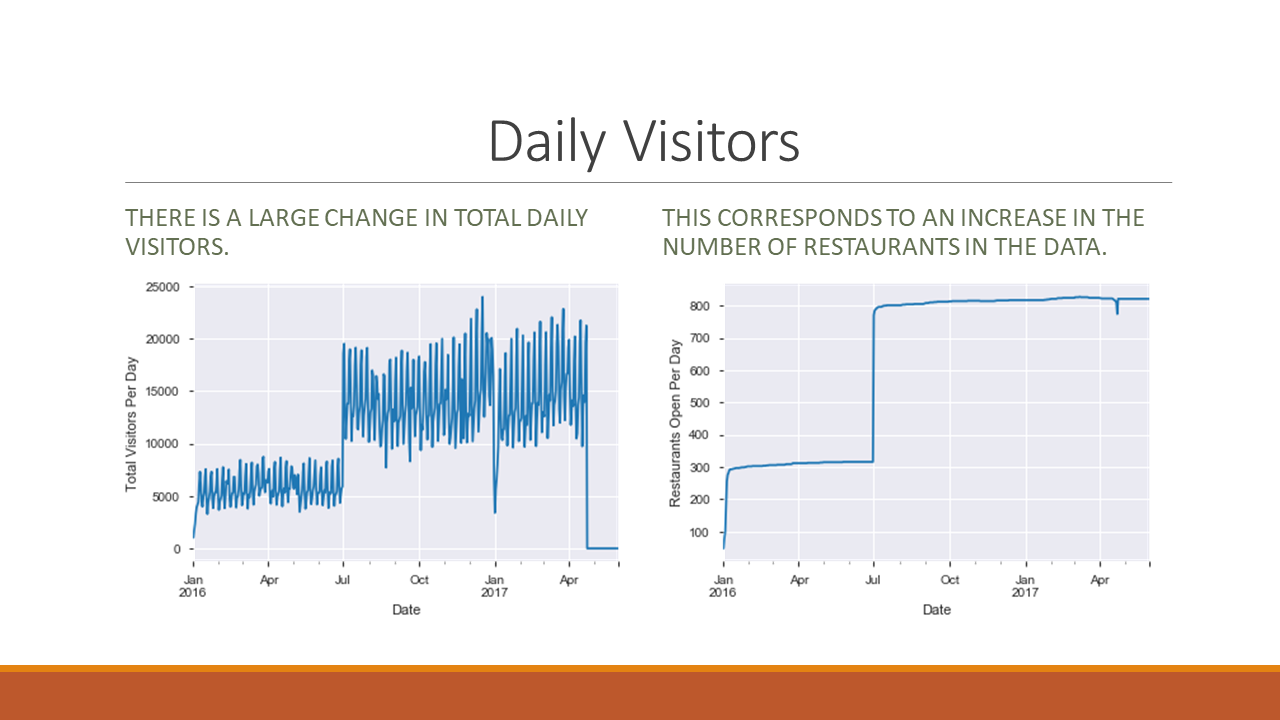 Daily Visitors
THERE IS A LARGE CHANGE IN TOTAL DAILY
VISITORS.
25000
20000
15000
10000
5000
0
Total Visitors Per Day
Jan
2016
Apr
Jul
Oct
Jan
2017
Apr
Date
THIS CORRESPONDS TO AN INCREASE IN THE
NUMBER OF RESTAURANTS IN THE DATA.
800
700
600
500
400
300
200
100
Restaurants Open Per Day
Jan
2016
Apr
Jul
Oct
Jan
2017
Apr
Date